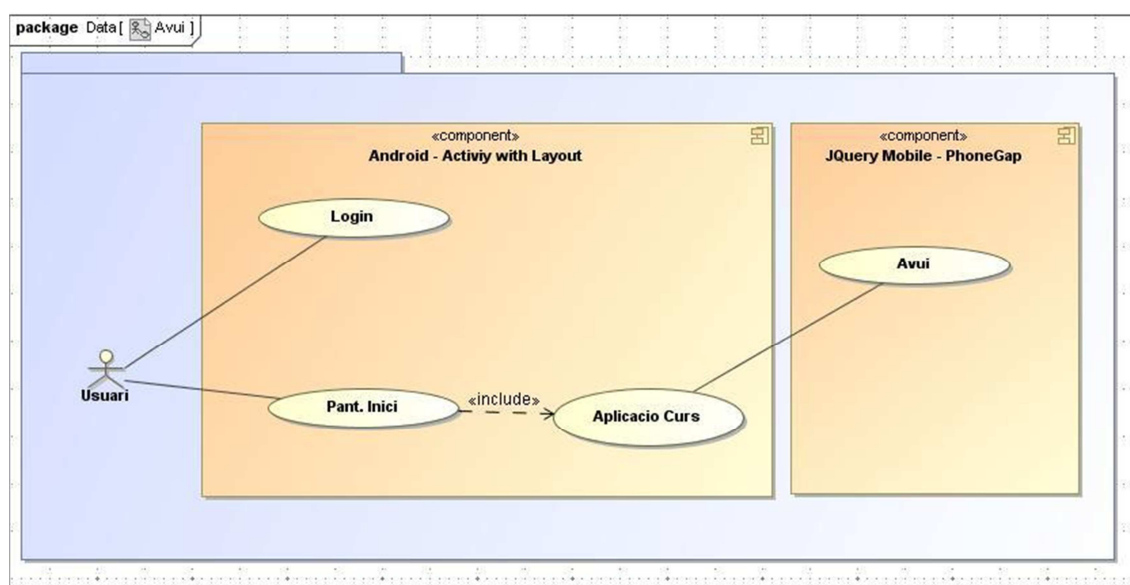 package Data [ Avui ]
«component»
Android - Activiy with Layout
«component»
JQuery Mobile - PhoneGap
Login
Avui
Usuari
Pant. Inici
«include»
Aplicacio Curs